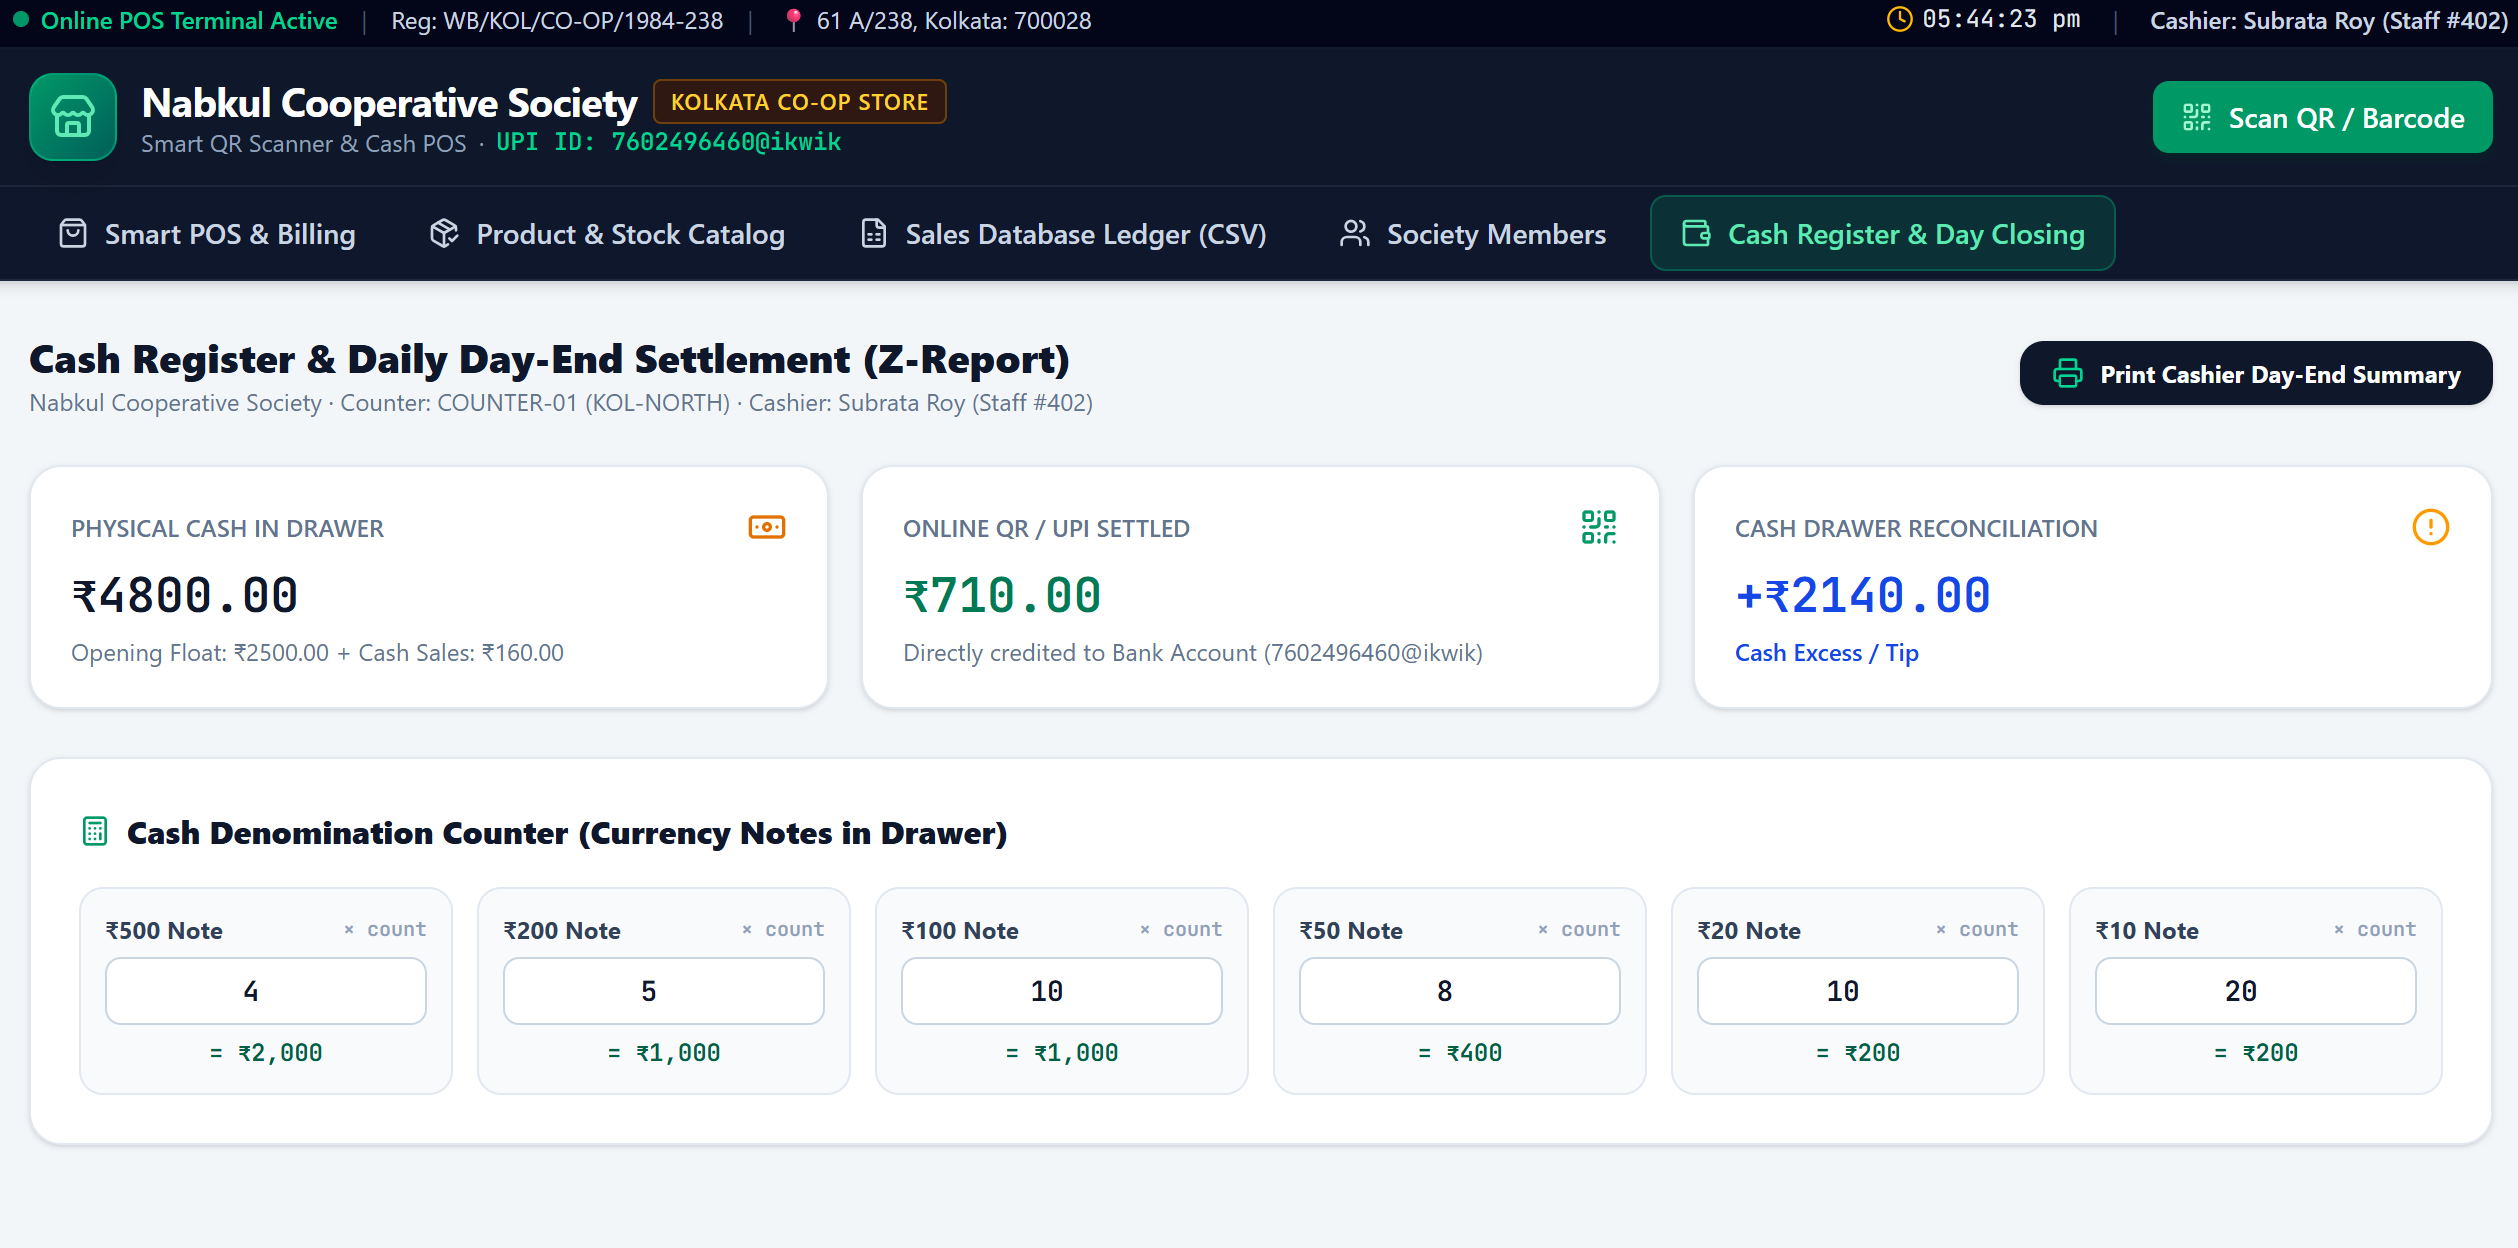 Online POS Terminal Active | Reg: WB/KOL/CO-OP/1984-238 | 61 A/238, Kolkata: 700028 05:44:23 pm | Cashier: Subrata Roy (Staff #402)
Nabkul Cooperative Society KOLKATA CO-OP STORE
Smart QR Scanner & Cash POS · UPI ID: 7602496460@ikwik
Scan QR / Barcode
Smart POS & Billing Product & Stock Catalog Sales Database Ledger (CSV) Society Members Cash Register & Day Closing
Cash Register & Daily Day-End Settlement (Z-Report)
Nabkul Cooperative Society · Counter: COUNTER-01 (KOL-NORTH) · Cashier: Subrata Roy (Staff #402)
Print Cashier Day-End Summary
PHYSICAL CASH IN DRAWER
₹4800.00
Opening Float: ₹2500.00 + Cash Sales: ₹160.00
ONLINE QR / UPI SETTLED
₹710.00
Directly credited to Bank Account (7602496460@ikwik)
CASH DRAWER RECONCILIATION
+₹2140.00
Cash Excess / Tip
Cash Denomination Counter (Currency Notes in Drawer)
₹500 Note × count
4
= ₹2,000
₹200 Note × count
5
= ₹1,000
₹100 Note × count
10
= ₹1,000
₹50 Note × count
8
= ₹400
₹20 Note × count
10
= ₹200
₹10 Note × count
20
= ₹200